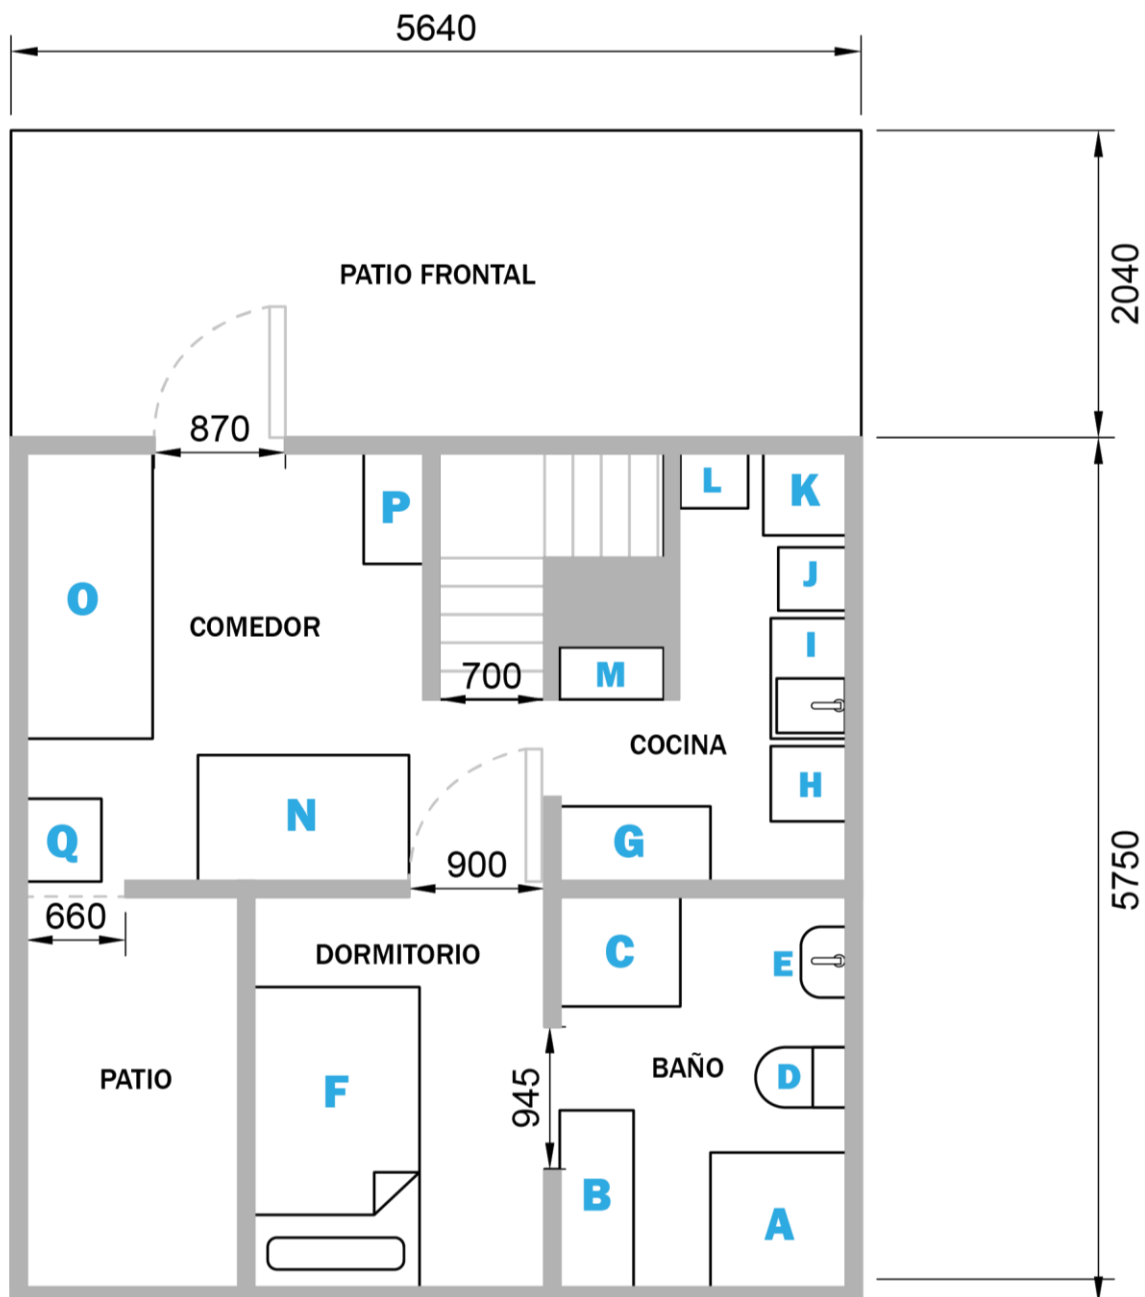 5640
PATIO FRONTAL
2040
870
L
K
P
J
O
COMEDOR
I
M
700
COCINA
H
N
G
Q
900
5750
660
DORMITORIO
C
E
BAÑO
D
PATIO
F
945
B
A